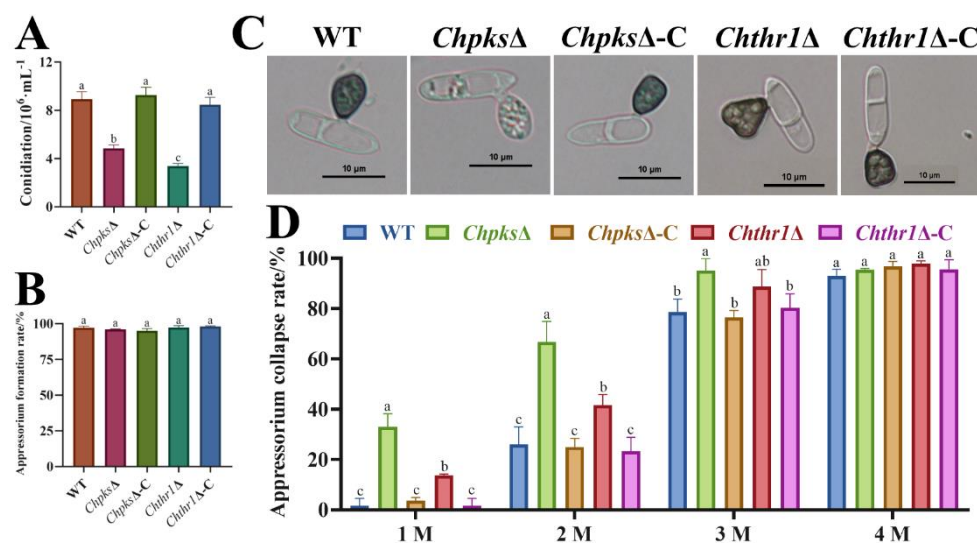 A
Conidiation/10⁶·mL⁻¹
12
8
4
0
a
b
a
c
a
WT
ChpksΔ
ChpksΔ-C
Chthr1Δ
Chthr1Δ-C
B
Appressorium formation rate/%
100
75
50
25
0
a
a
a
a
a
WT
ChpksΔ
ChpksΔ-C
Chthr1Δ
Chthr1Δ-C
C
WT
ChpksΔ
ChpksΔ-C
Chthr1Δ
Chthr1Δ-C
10 μm
10 μm
10 μm
10 μm
10 μm
D
WT
ChpksΔ
ChpksΔ-C
Chthr1Δ
Chthr1Δ-C
Appressorium collapse rate/%
100
80
60
40
20
0
c
a
c
b
c
c
a
c
b
c
b
a
b
ab
b
a
a
a
a
a
1 M
2 M
3 M
4 M